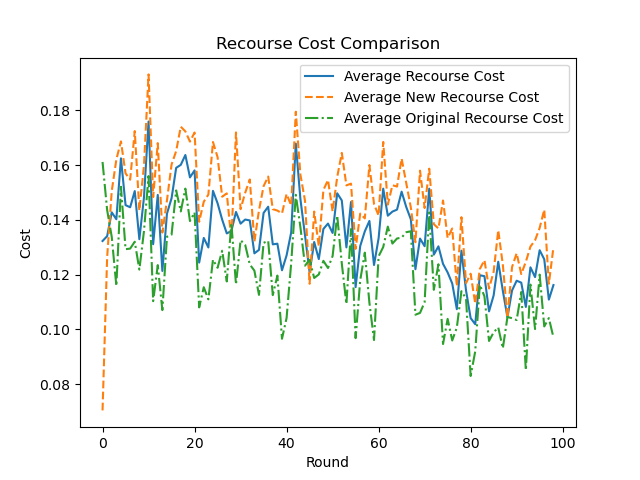 Recourse Cost Comparison
Average Recourse Cost
Average New Recourse Cost
Average Original Recourse Cost
Cost
0.18
0.16
0.14
0.12
0.10
0.08
0 20 40 60 80 100
Round